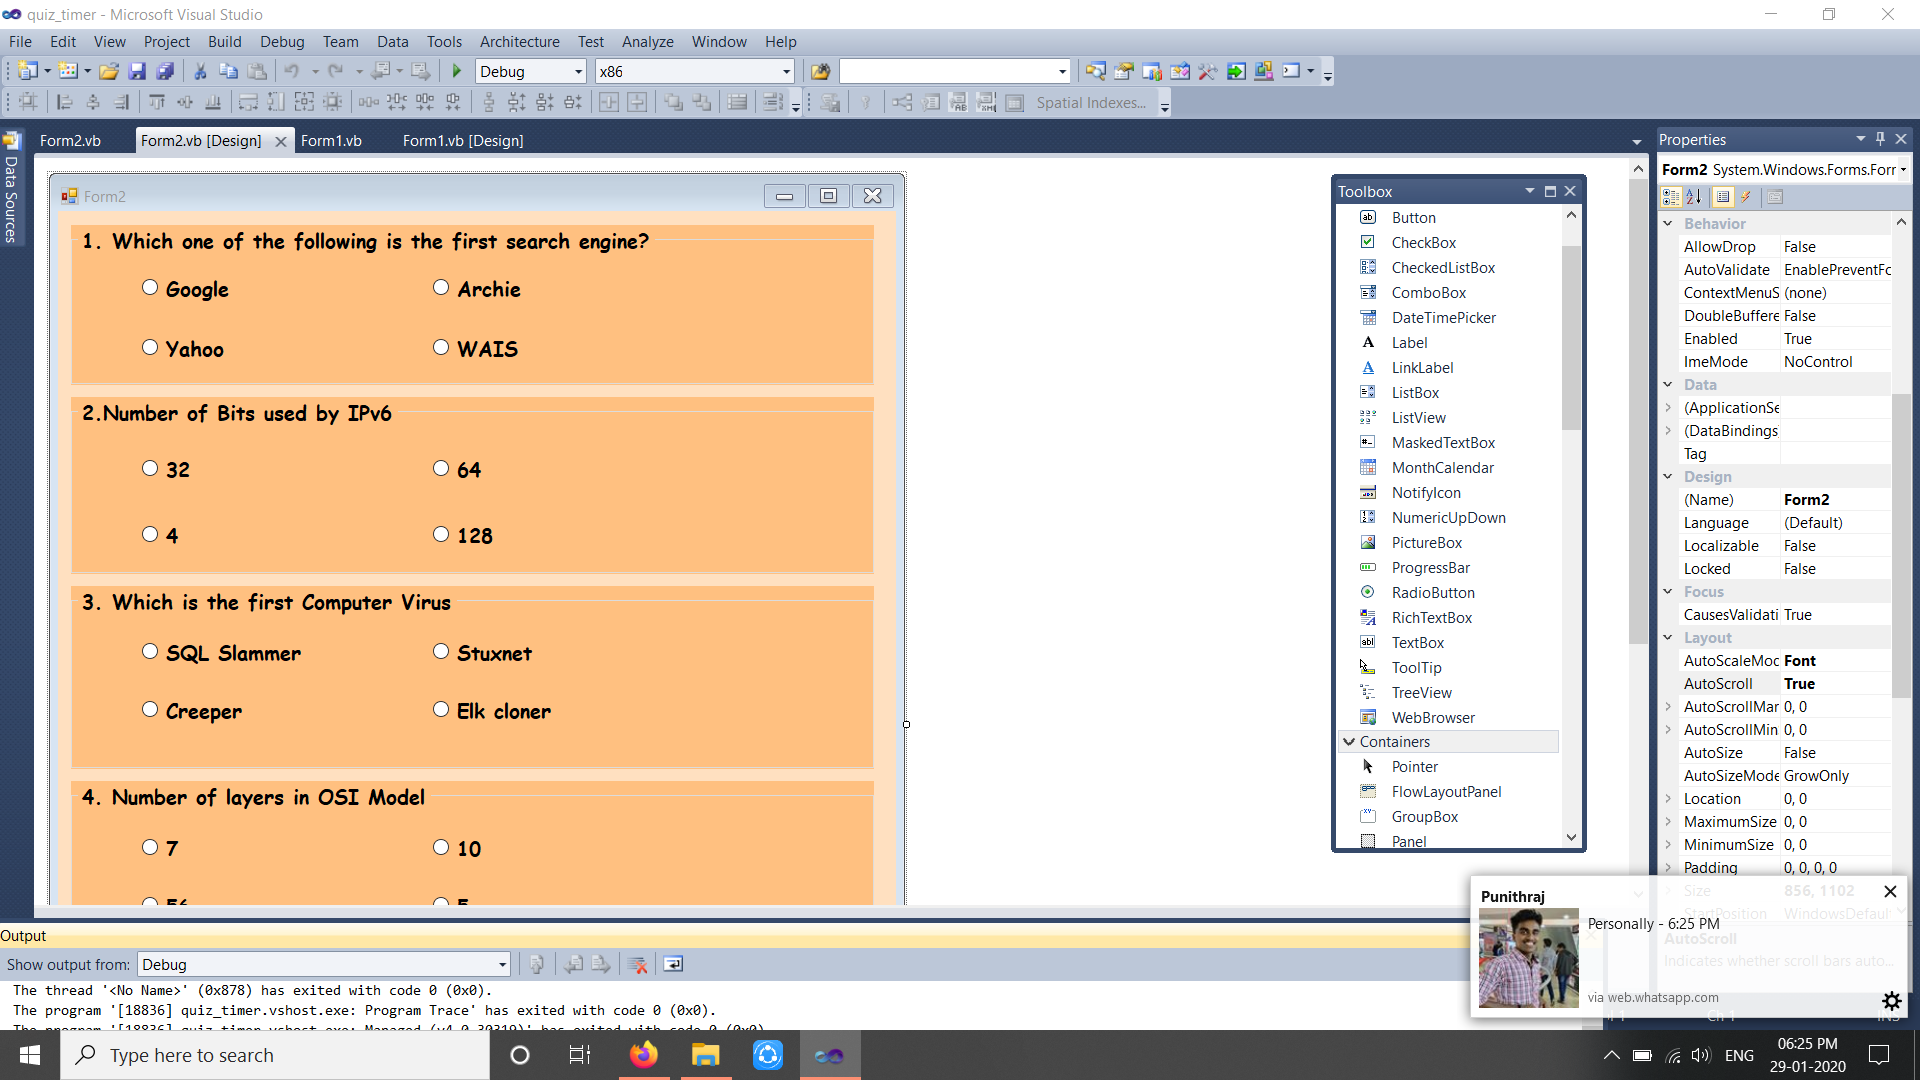 quiz_timer - Microsoft Visual Studio
File Edit View Project Build Debug Team Data Tools Architecture Test Analyze Window Help
Debug x86
Spatial Indexes...
Form2.vb Form2.vb [Design] Form1.vb Form1.vb [Design]
Data Sources
Form2
1. Which one of the following is the first search engine?
Google Archie
Yahoo WAIS
2.Number of Bits used by IPv6
32 64
4 128
3. Which is the first Computer Virus
SQL Slammer Stuxnet
Creeper Elk cloner
4. Number of layers in OSI Model
7 10
56 5
Toolbox
Button
CheckBox
CheckedListBox
ComboBox
DateTimePicker
Label
LinkLabel
ListBox
ListView
MaskedTextBox
MonthCalendar
NotifyIcon
NumericUpDown
PictureBox
ProgressBar
RadioButton
RichTextBox
TextBox
ToolTip
TreeView
WebBrowser
Containers
Pointer
FlowLayoutPanel
GroupBox
Panel
Properties
Form2 System.Windows.Forms.Forr
Behavior
AllowDrop False
AutoValidate EnablePreventFc
ContextMenuS (none)
DoubleBuffere False
Enabled True
ImeMode NoControl
Data
(ApplicationSe
(DataBindings
Tag
Design
(Name) Form2
Language (Default)
Localizable False
Locked False
Focus
CausesValidati True
Layout
AutoScaleMoc Font
AutoScroll True
AutoScrollMar 0, 0
AutoScrollMin 0, 0
AutoSize False
AutoSizeMode GrowOnly
Location 0, 0
MaximumSize 0, 0
MinimumSize 0, 0
Padding 0, 0, 0, 0
Size 856, 1102
StartPosition WindowsDefaul
AutoScroll
Indicates whether scroll bars auto...
Punithraj
Personally - 6:25 PM
via web.whatsapp.com
Output
Show output from: Debug
The thread '<No Name>' (0x878) has exited with code 0 (0x0).
The program '[18836] quiz_timer.vshost.exe: Program Trace' has exited with code 0 (0x0).
The program '[18836] quiz_timer.vshost.exe: Managed (v4.0.30319)' has exited with code 0 (0x0).
Ch 1 INS
Type here to search
ENG
06:25 PM
29-01-2020